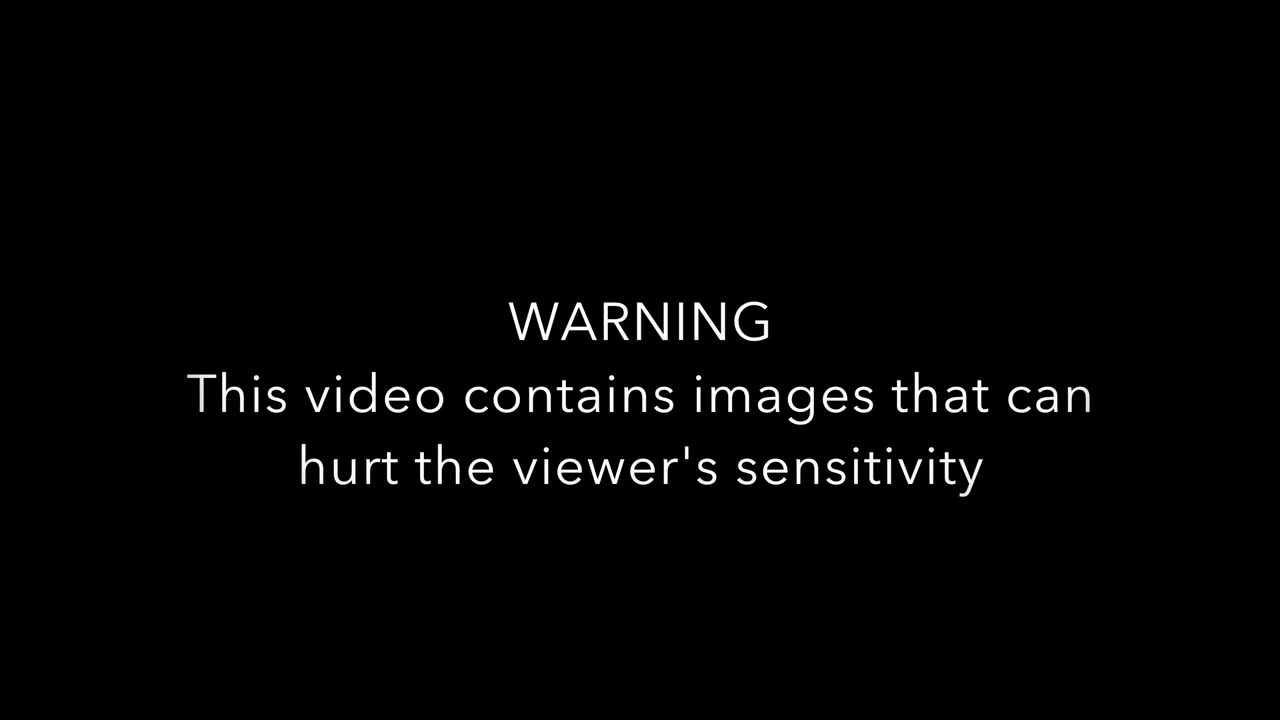 WARNING
This video contains images that can
hurt the viewer's sensitivity